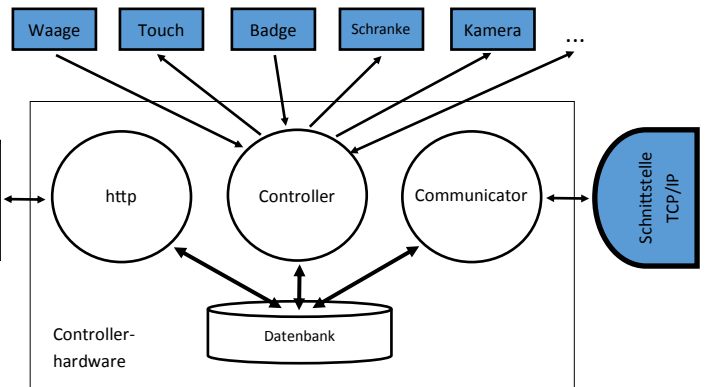 Waage
Touch
Badge
Schranke
Kamera
...
http
Controller
Communicator
Schnittstelle
TCP/IP
Datenbank
Controller-
hardware